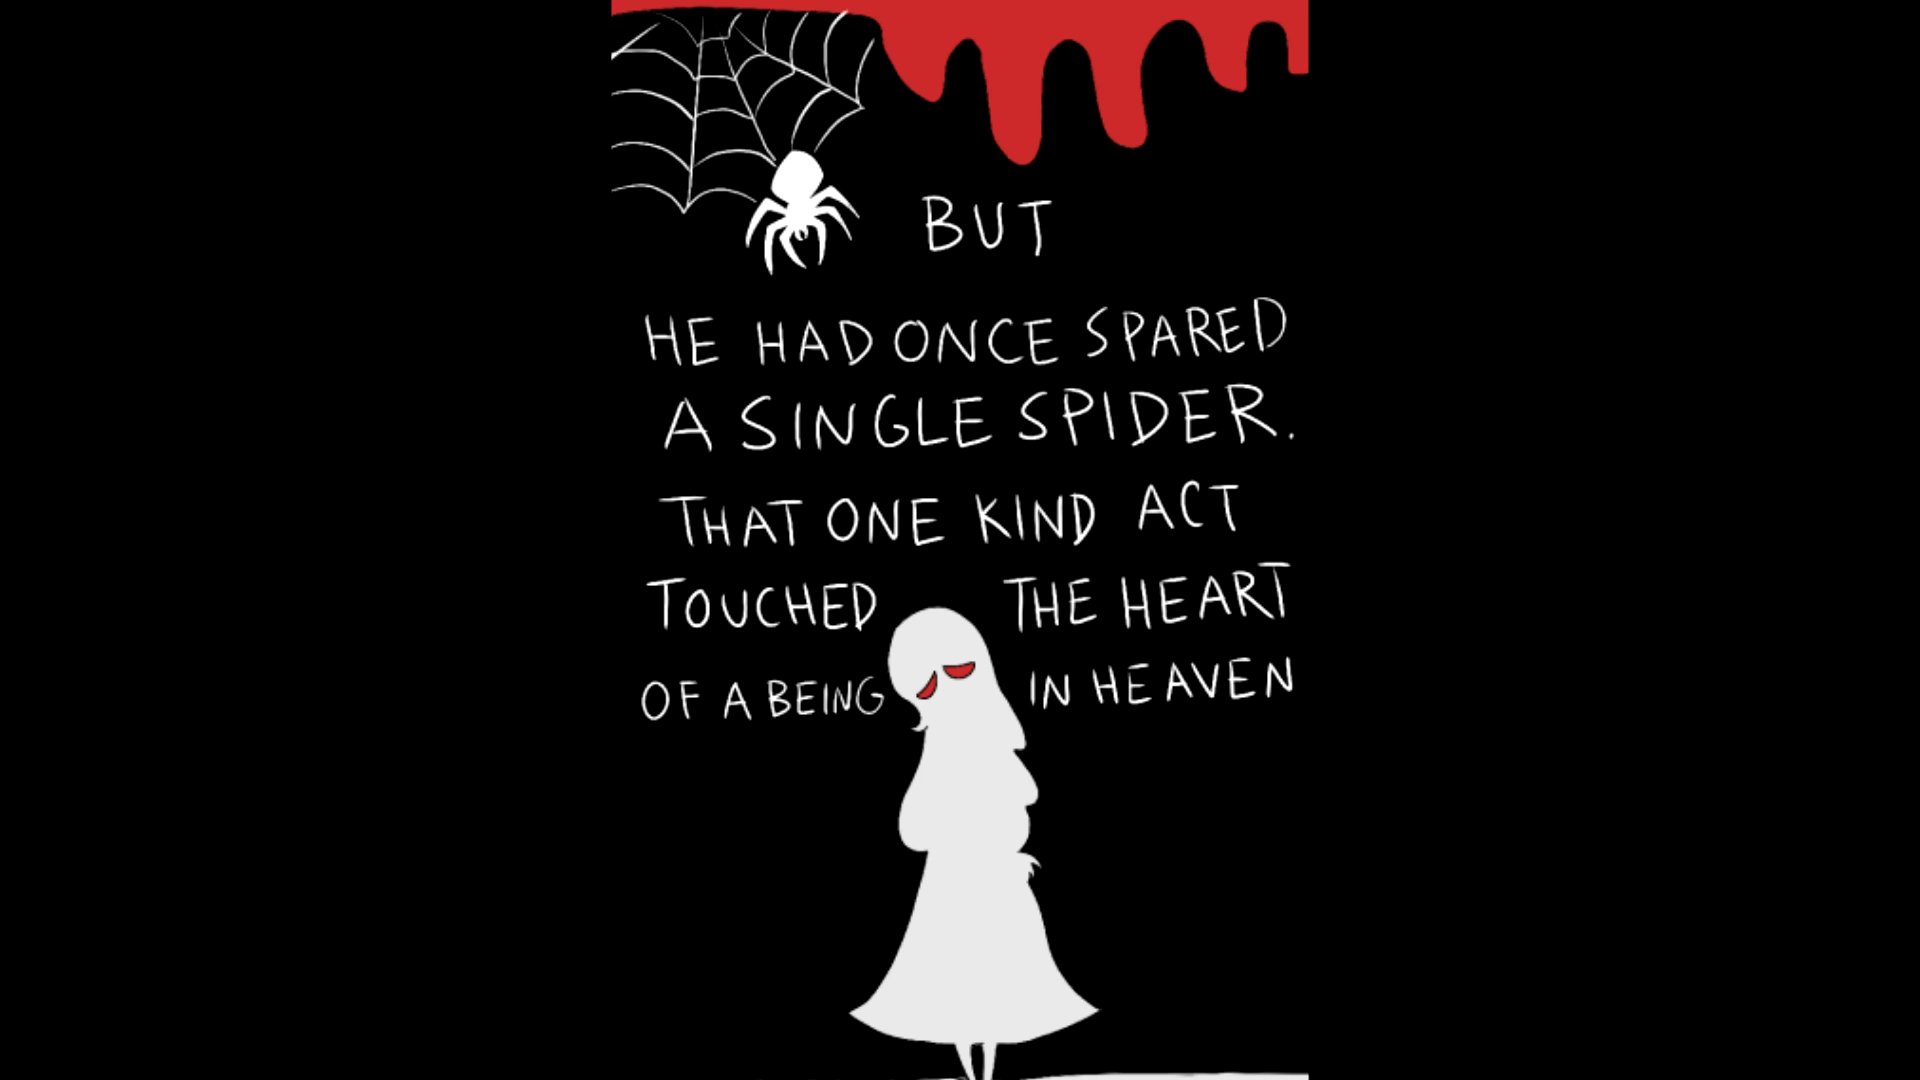 BUT
HE HAD ONCE SPARED
A SINGLE SPIDER.
THAT ONE KIND ACT
TOUCHED THE HEART
OF A BEING IN HEAVEN